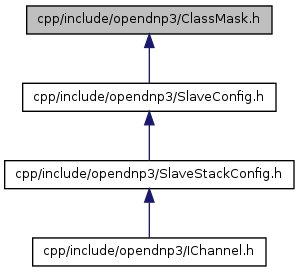 cpp/include/opendnp3/ClassMask.h
cpp/include/opendnp3/SlaveConfig.h
cpp/include/opendnp3/SlaveStackConfig.h
cpp/include/opendnp3/IChannel.h